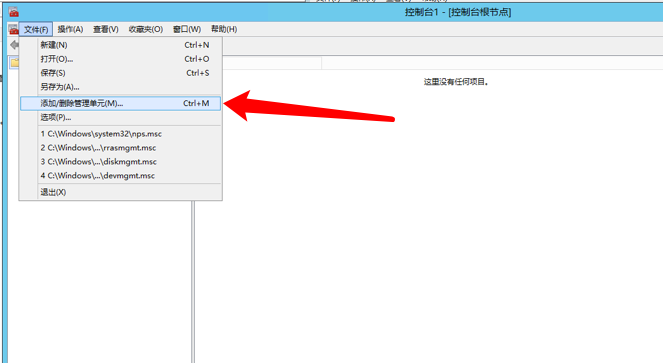 控制台1 - [控制台根节点]
文件(F) 操作(A) 查看(V) 收藏夹(O) 窗口(W) 帮助(H)
新建(N) Ctrl+N
打开(O)... Ctrl+O
保存(S) Ctrl+S
另存为(A)...
添加/删除管理单元(M)... Ctrl+M
选项(P)...
1 C:\Windows\system32\nps.msc
2 C:\Windows\...\rrasmgmt.msc
3 C:\Windows\...\diskmgmt.msc
4 C:\Windows\...\devmgmt.msc
退出(X)
这里没有任何项目。